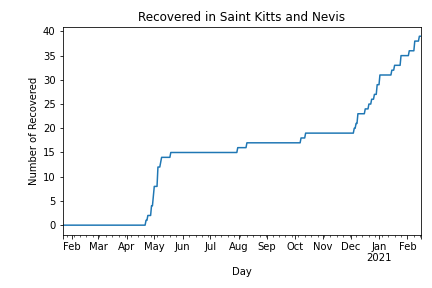 Recovered in Saint Kitts and Nevis
Number of Recovered
40
35
30
25
20
15
10
5
0
Feb Mar Apr May Jun Jul Aug Sep Oct Nov Dec Jan Feb
2021
Day